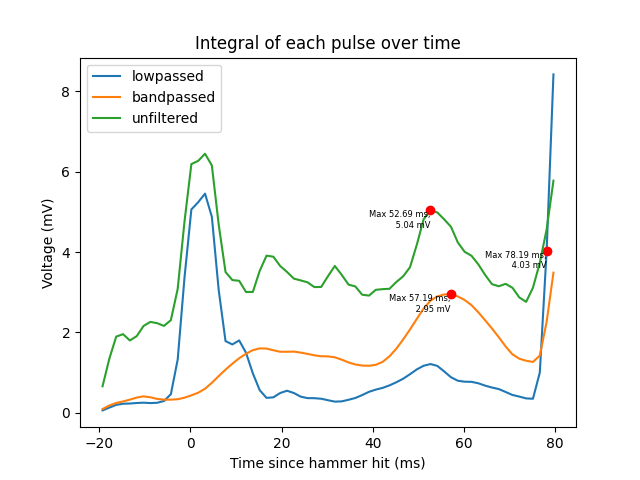 Integral of each pulse over time
lowpassed
bandpassed
unfiltered
Max 52.69 ms,
5.04 mV
Max 78.19 ms,
4.03 mV
Max 57.19 ms,
2.95 mV
Voltage (mV)
8
6
4
2
0
−20
0
20
40
60
80
Time since hammer hit (ms)